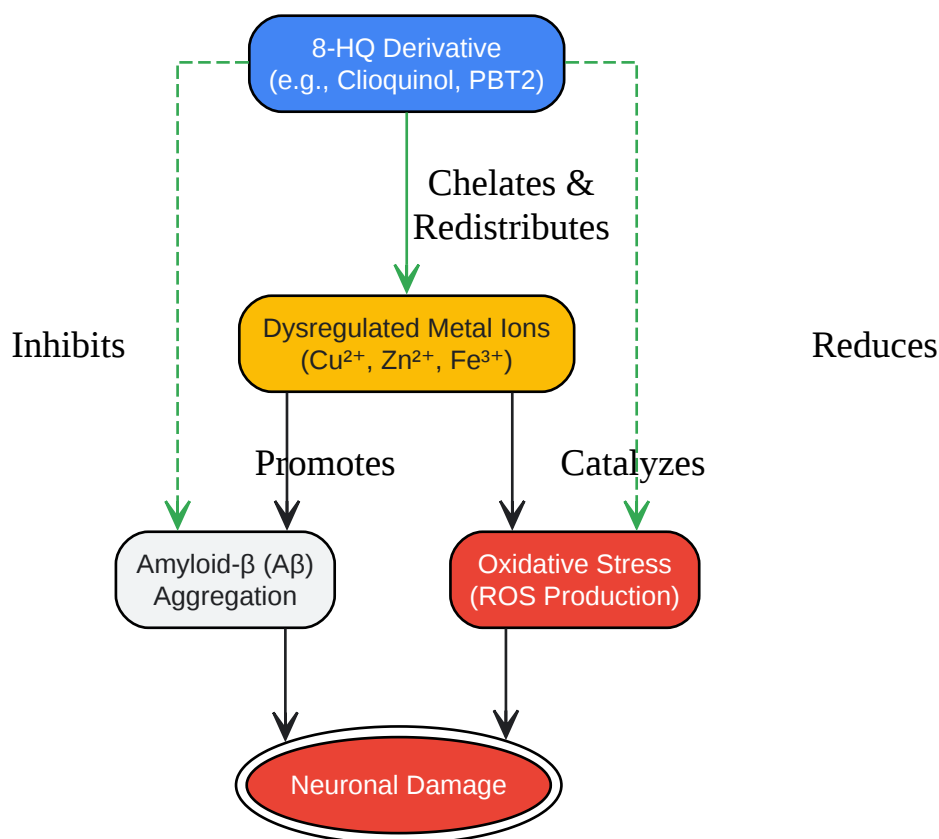 8-HQ Derivative
(e.g., Clioquinol, PBT2)
Chelates &
Redistributes
Dysregulated Metal Ions
(Cu²⁺, Zn²⁺, Fe³⁺)
Inhibits
Reduces
Promotes
Catalyzes
Amyloid-β (Aβ)
Aggregation
Oxidative Stress
(ROS Production)
Neuronal Damage